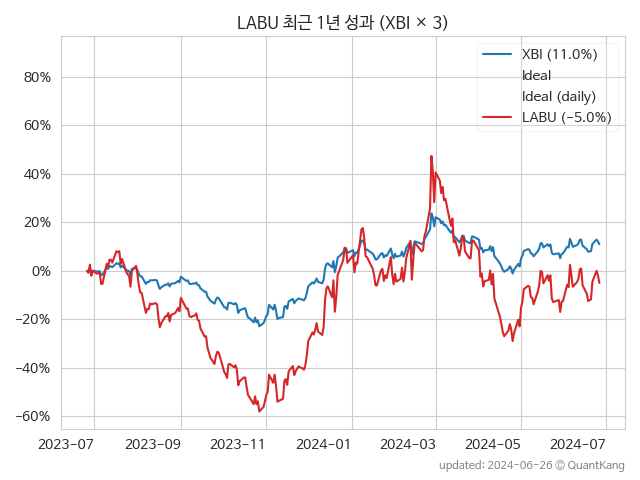 LABU 최근 1년 성과 (XBI × 3)
XBI (11.0%)
Ideal
Ideal (daily)
LABU (−5.0%)
80%
60%
40%
20%
0%
−20%
−40%
−60%
2023-07 2023-09 2023-11 2024-01 2024-03 2024-05 2024-07
updated: 2024-06-26 © QuantKang